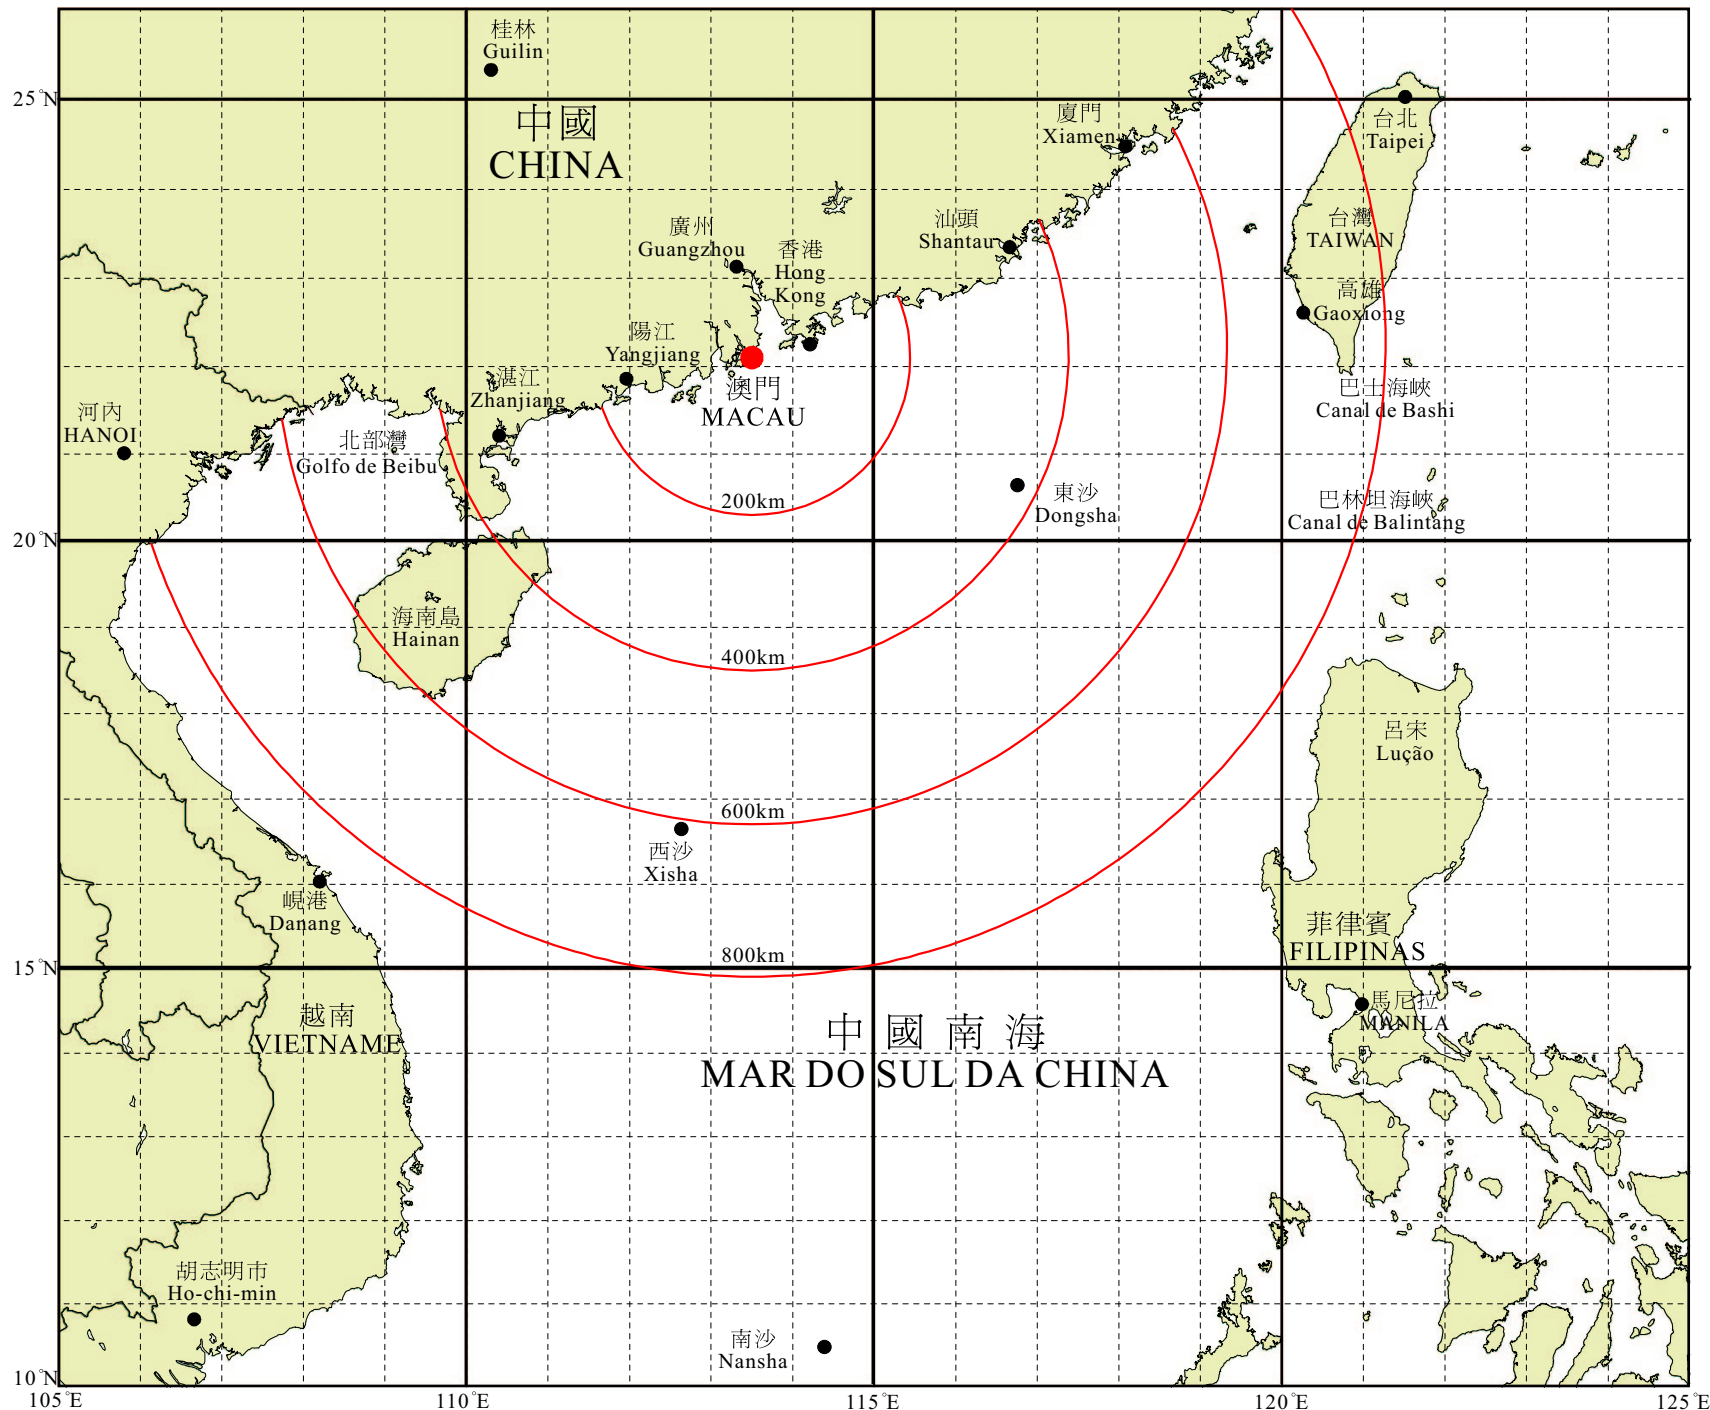 桂林
Guilin
25°N
中國
CHINA
廈門
Xiamen
台北
Taipei
廣州
Guangzhou
香港
Hong
Kong
汕頭
Shantau
台灣
TAIWAN
高雄
Gaoxiong
陽江
Yangjiang
湛江
Zhanjiang
澳門
MACAU
巴士海峽
Canal de Bashi
河內
HANOI
北部灣
Golfo de Beibu
200km
東沙
Dongsha
巴林坦海峽
Canal de Balintang
20°N
海南島
Hainan
400km
呂宋
Lução
600km
西沙
Xisha
峴港
Danang
菲律賓
FILIPINAS
800km
15°N
馬尼拉
MANILA
越南
VIETNAME
中國南海
MAR DO SUL DA CHINA
胡志明市
Ho-chi-min
南沙
Nansha
10°N
105°E
110°E
115°E
120°E
125°E